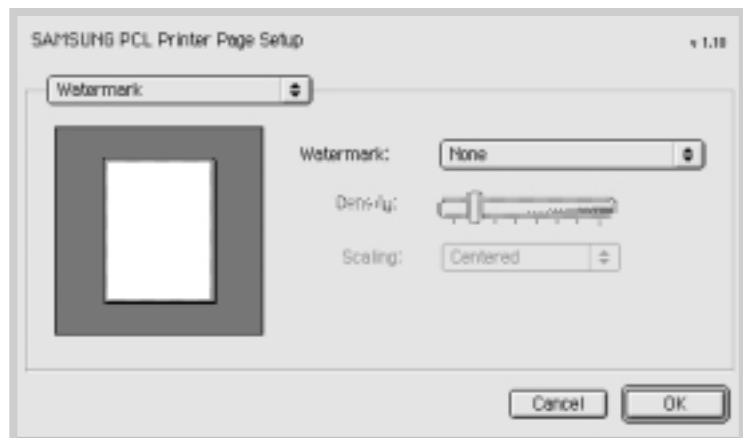 SAMSUNG PCL Printer Page Setup
v 1.10
Watermark
Watermark: None
Density:
Scaling: Centered
Cancel OK